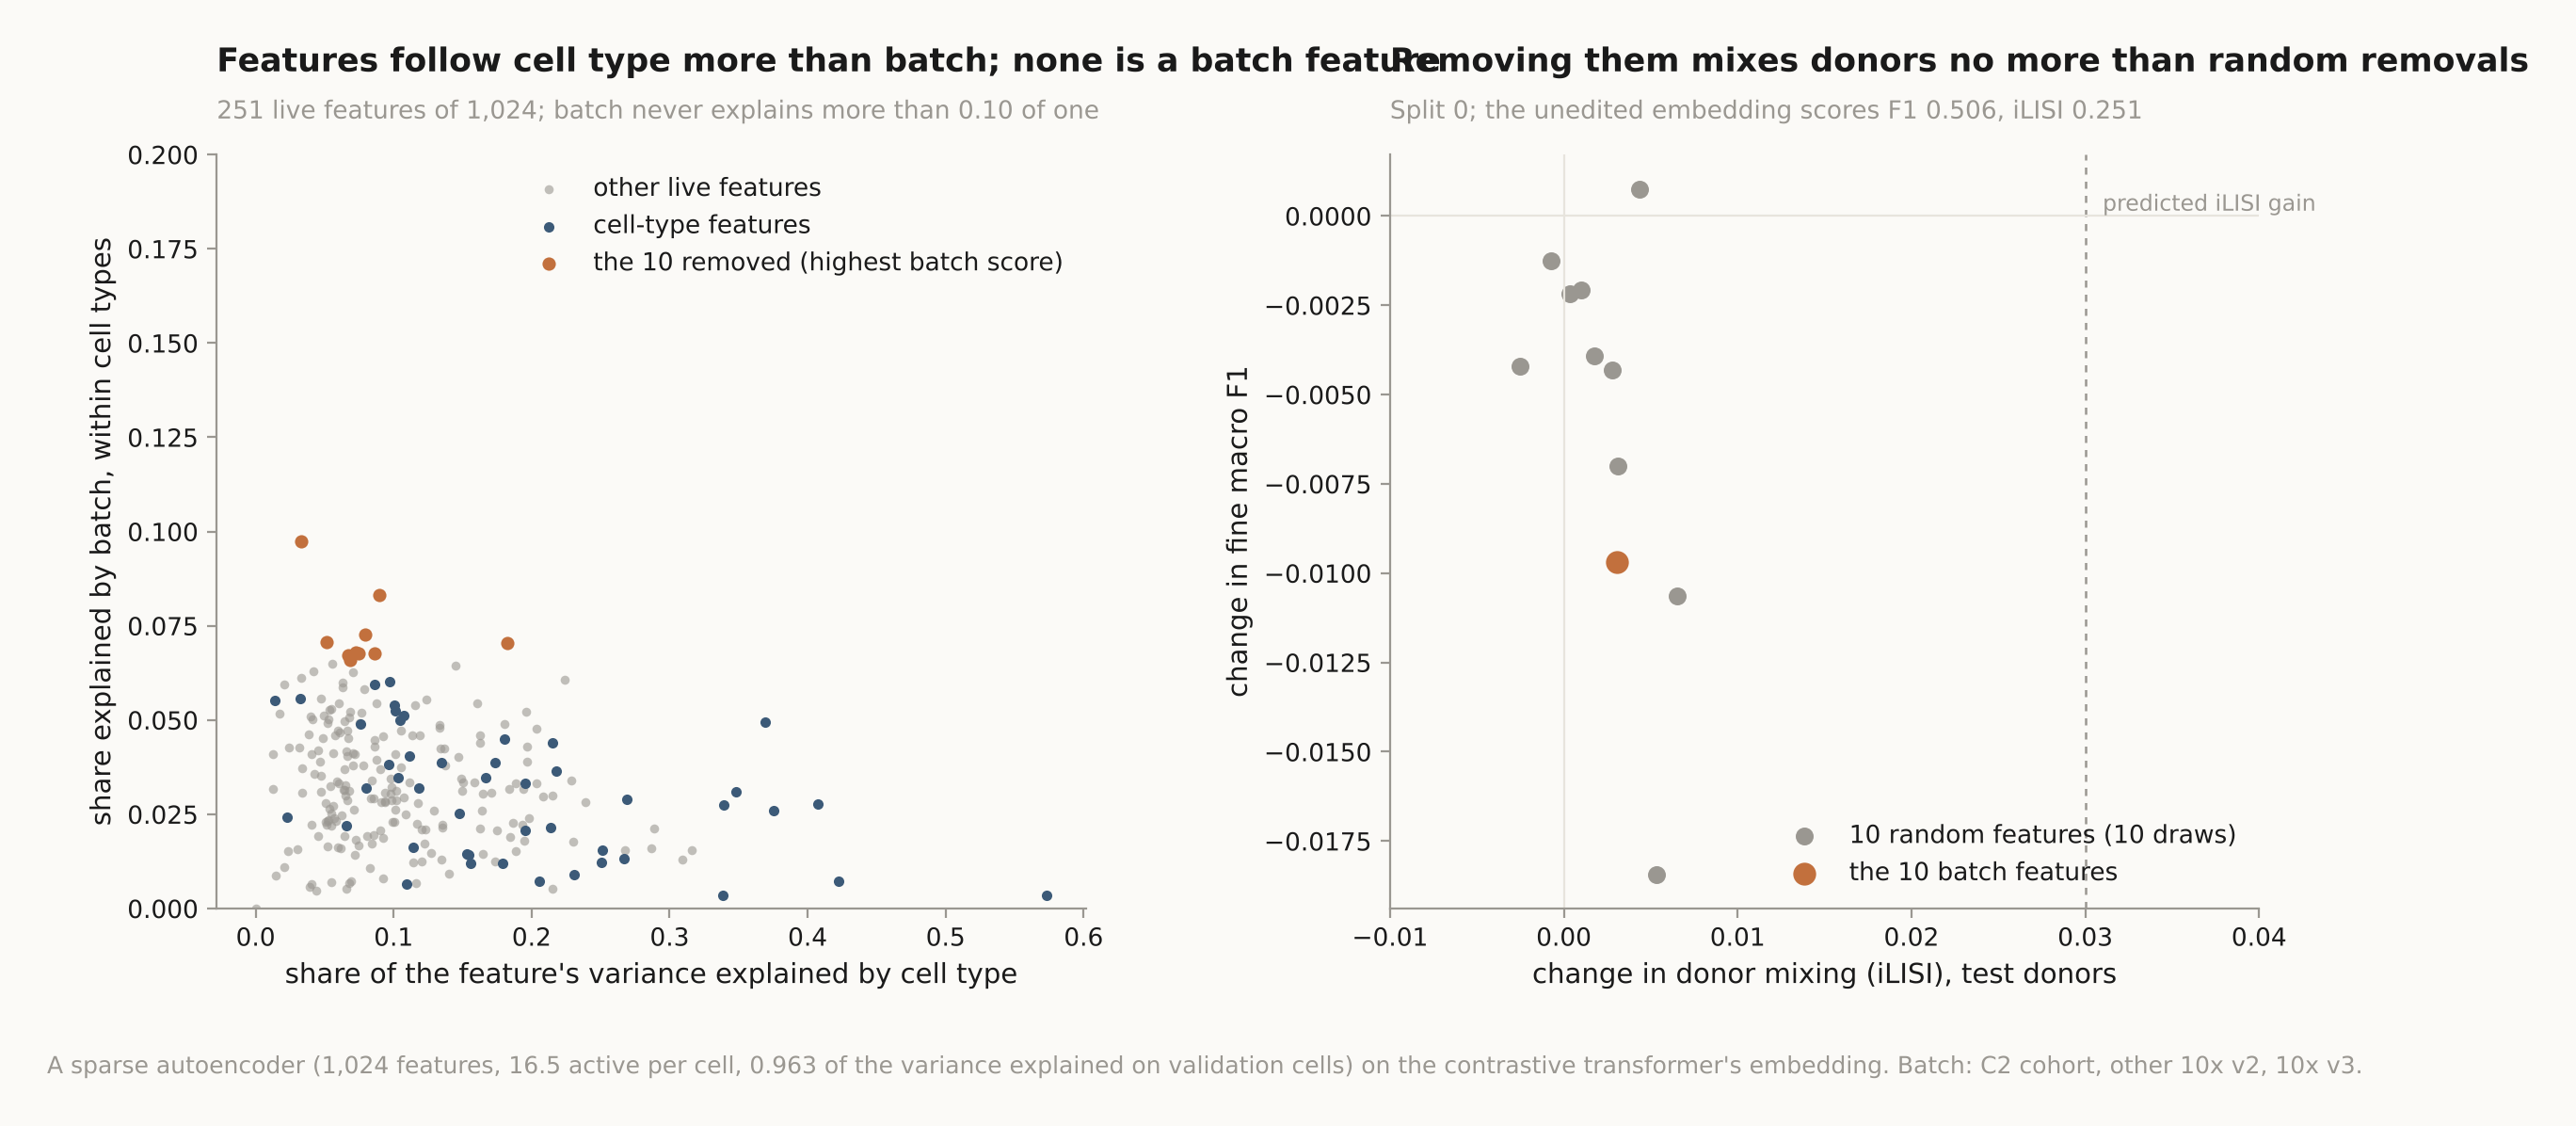 Features follow cell type more than batch; none is a batch feature
251 live features of 1,024; batch never explains more than 0.10 of one
share explained by batch, within cell types
0.200
0.175
0.150
0.125
0.100
0.075
0.050
0.025
0.000
other live features
cell-type features
the 10 removed (highest batch score)
0.0
0.1
0.2
0.3
0.4
0.5
0.6
share of the feature's variance explained by cell type
Removing them mixes donors no more than random removals
Split 0; the unedited embedding scores F1 0.506, iLISI 0.251
change in fine macro F1
0.0000
−0.0025
−0.0050
−0.0075
−0.0100
−0.0125
−0.0150
−0.0175
predicted iLISI gain
10 random features (10 draws)
the 10 batch features
−0.01
0.00
0.01
0.02
0.03
0.04
change in donor mixing (iLISI), test donors
A sparse autoencoder (1,024 features, 16.5 active per cell, 0.963 of the variance explained on validation cells) on the contrastive transformer's embedding. Batch: C2 cohort, other 10x v2, 10x v3.